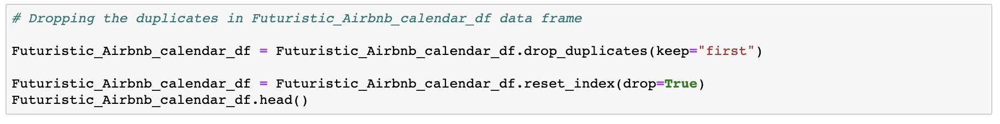 # Dropping the duplicates in Futuristic_Airbnb_calendar_df data frame
Futuristic_Airbnb_calendar_df = Futuristic_Airbnb_calendar_df.drop_duplicates(keep="first")
Futuristic_Airbnb_calendar_df = Futuristic_Airbnb_calendar_df.reset_index(drop=True)
Futuristic_Airbnb_calendar_df.head()